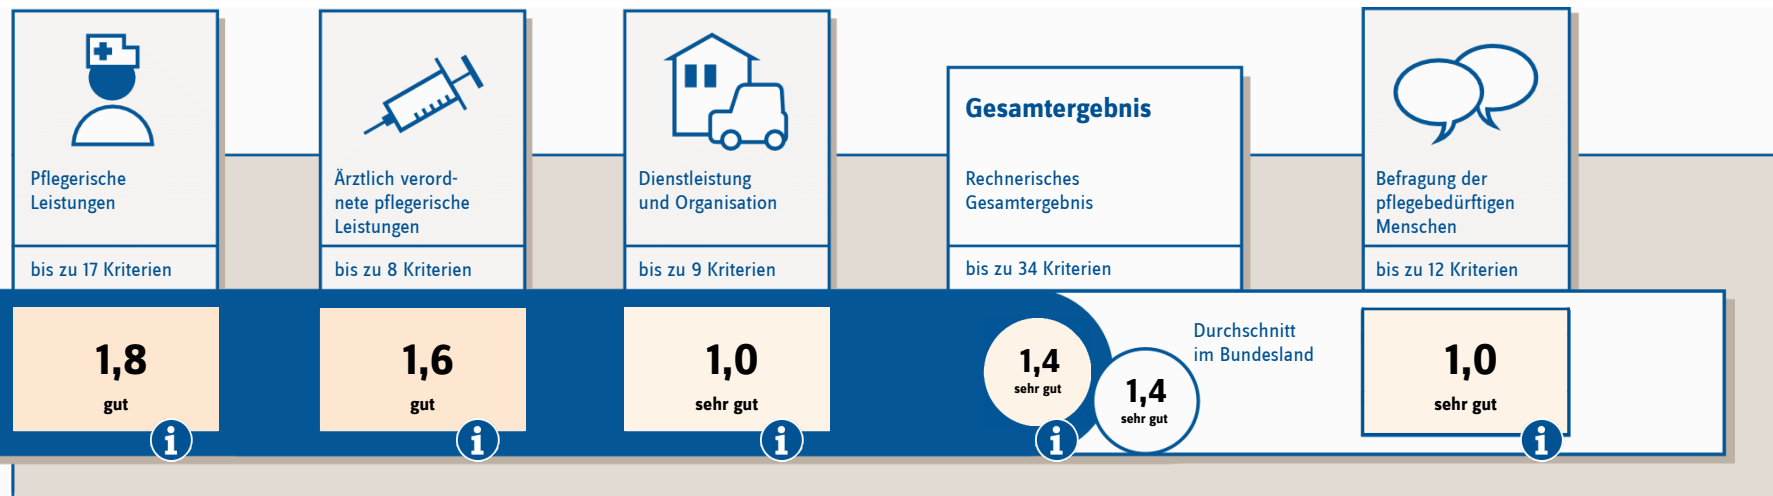 Pflegerische
Leistungen
bis zu 17 Kriterien
1,8
gut
i
Ärztlich verord-
nete pflegerische
Leistungen
bis zu 8 Kriterien
1,6
gut
i
Dienstleistung
und Organisation
bis zu 9 Kriterien
1,0
sehr gut
i
Gesamtergebnis
Rechnerisches
Gesamtergebnis
bis zu 34 Kriterien
1,4
sehr gut
i
Durchschnitt
im Bundesland
1,4
sehr gut
Befragung der
pflegebedürftigen
Menschen
bis zu 12 Kriterien
1,0
sehr gut
i